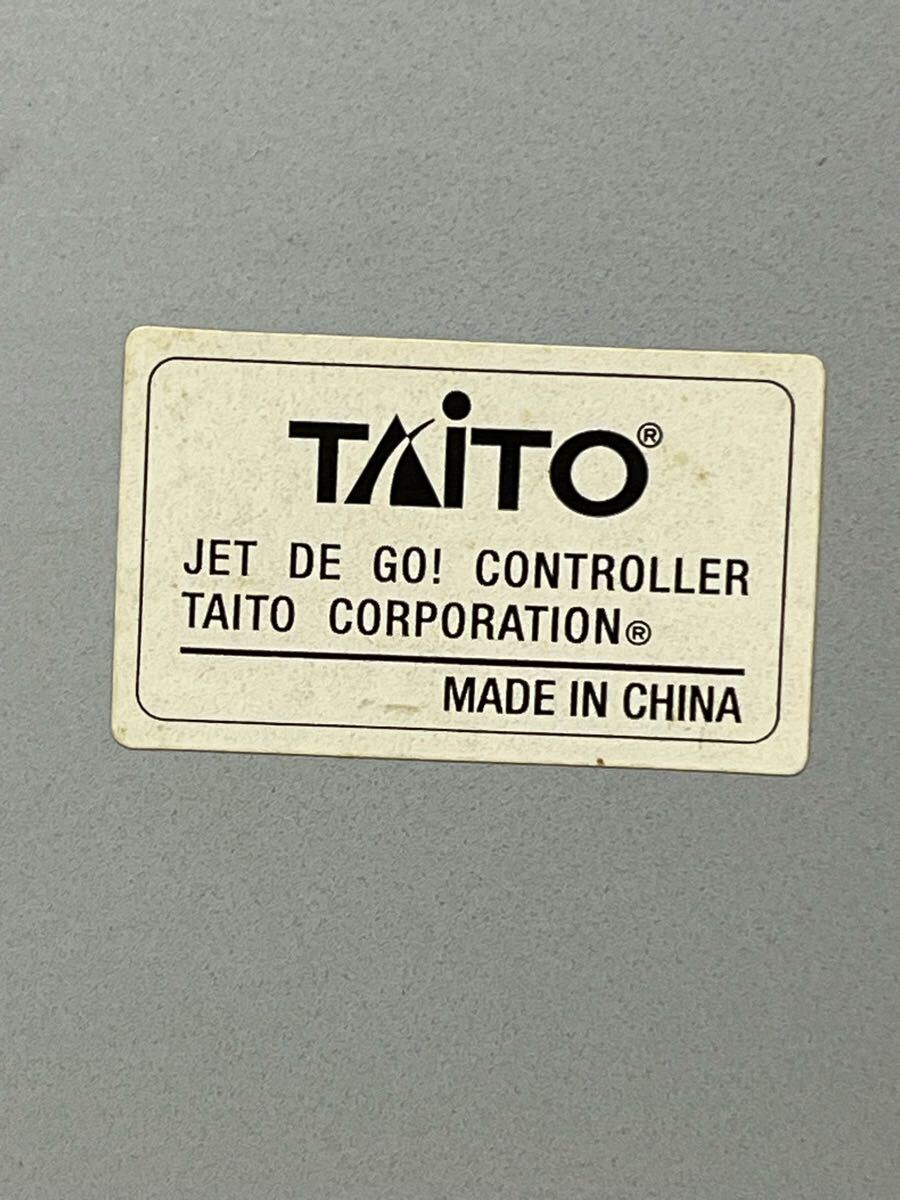 TAiTO®
JET DE GO! CONTROLLER
TAITO CORPORATION®
MADE IN CHINA